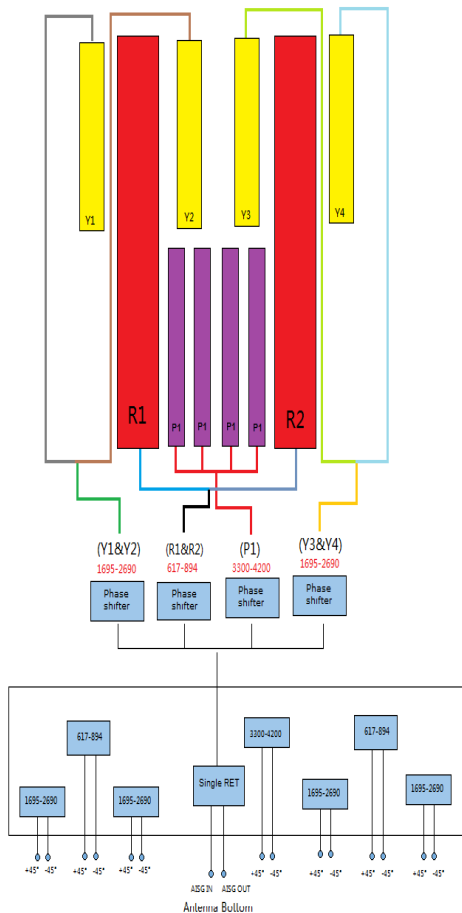 Y1
Y2
Y3
Y4
R1
R2
P1
P1
P1
P1
(Y1&Y2)
1695-2690
(R1&R2)
617-894
(P1)
3300-4200
(Y3&Y4)
1695-2690
Phase
shifter
Phase
shifter
Phase
shifter
Phase
shifter
617-894
3300-4200
617-894
Single RET
1695-2690
1695-2690
1695-2690
1695-2690
+45° -45°
+45° -45°
+45° -45°
+45° -45°
+45° -45°
+45° -45°
+45° -45°
AISG IN
AISG OUT
Antenna Bottom